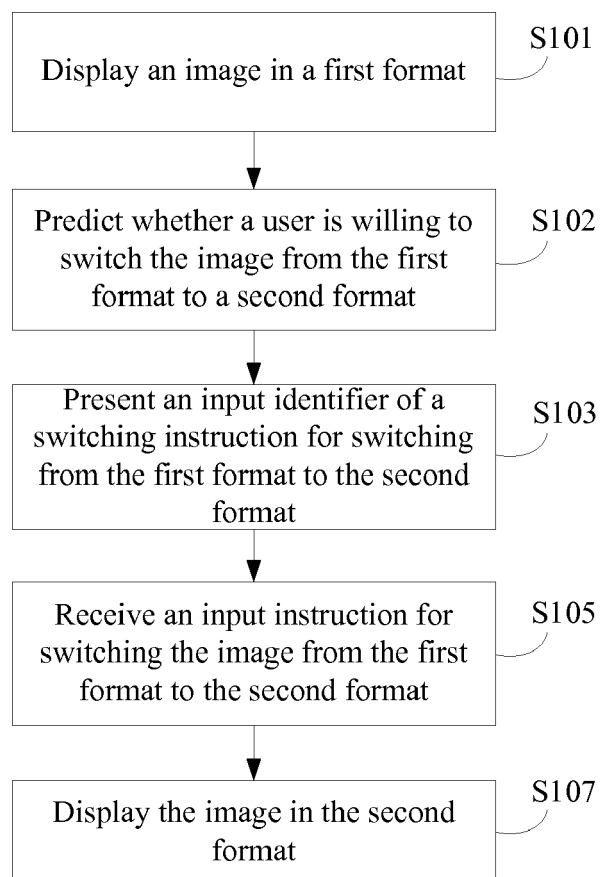 S101
Display an image in a first format
Predict whether a user is willing to
switch the image from the first
format to a second format
S102
Present an input identifier of a
switching instruction for switching
from the first format to the second
format
S103
Receive an input instruction for
switching the image from the first
format to the second format
S105
Display the image in the second
format
S107